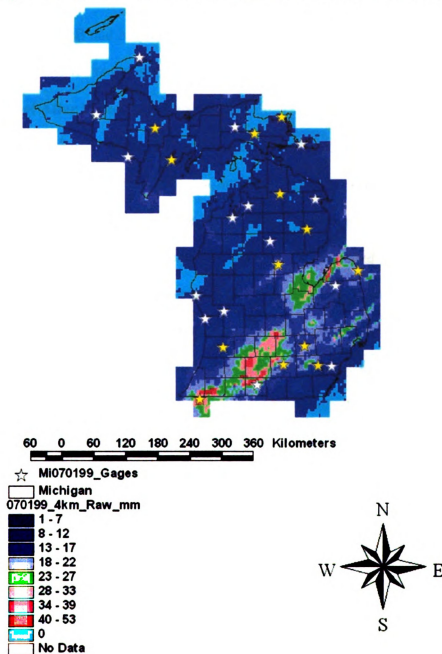 60 0 60 120 180 240 300 360 Kilometers
Mi070199_Gages
Michigan
070199_4km_Raw_mm
1 - 7
8 - 12
13 - 17
18 - 22
23 - 27
28 - 33
34 - 39
40 - 53
0
No Data
N
W E
S